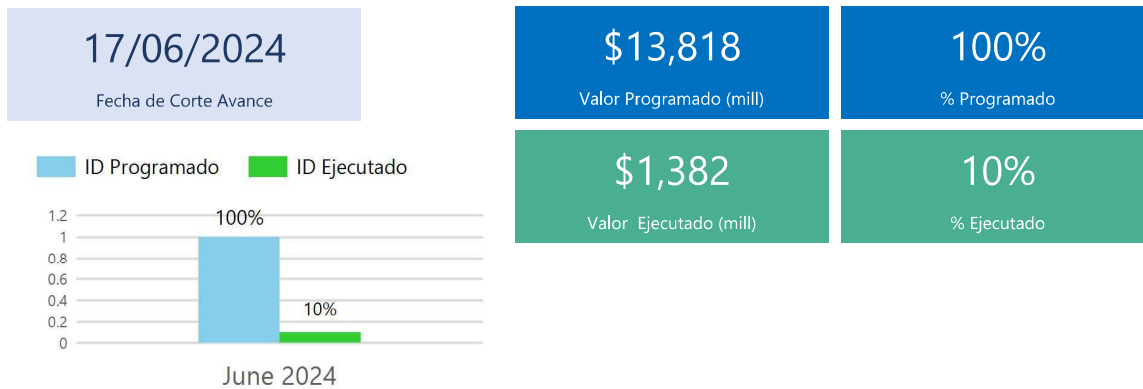 17/06/2024
Fecha de Corte Avance
$13,818
Valor Programado (mill)
100%
% Programado
$1,382
Valor Ejecutado (mill)
10%
% Ejecutado
ID Programado
ID Ejecutado
1.2
1
0.8
0.6
0.4
0.2
0
100%
10%
June 2024